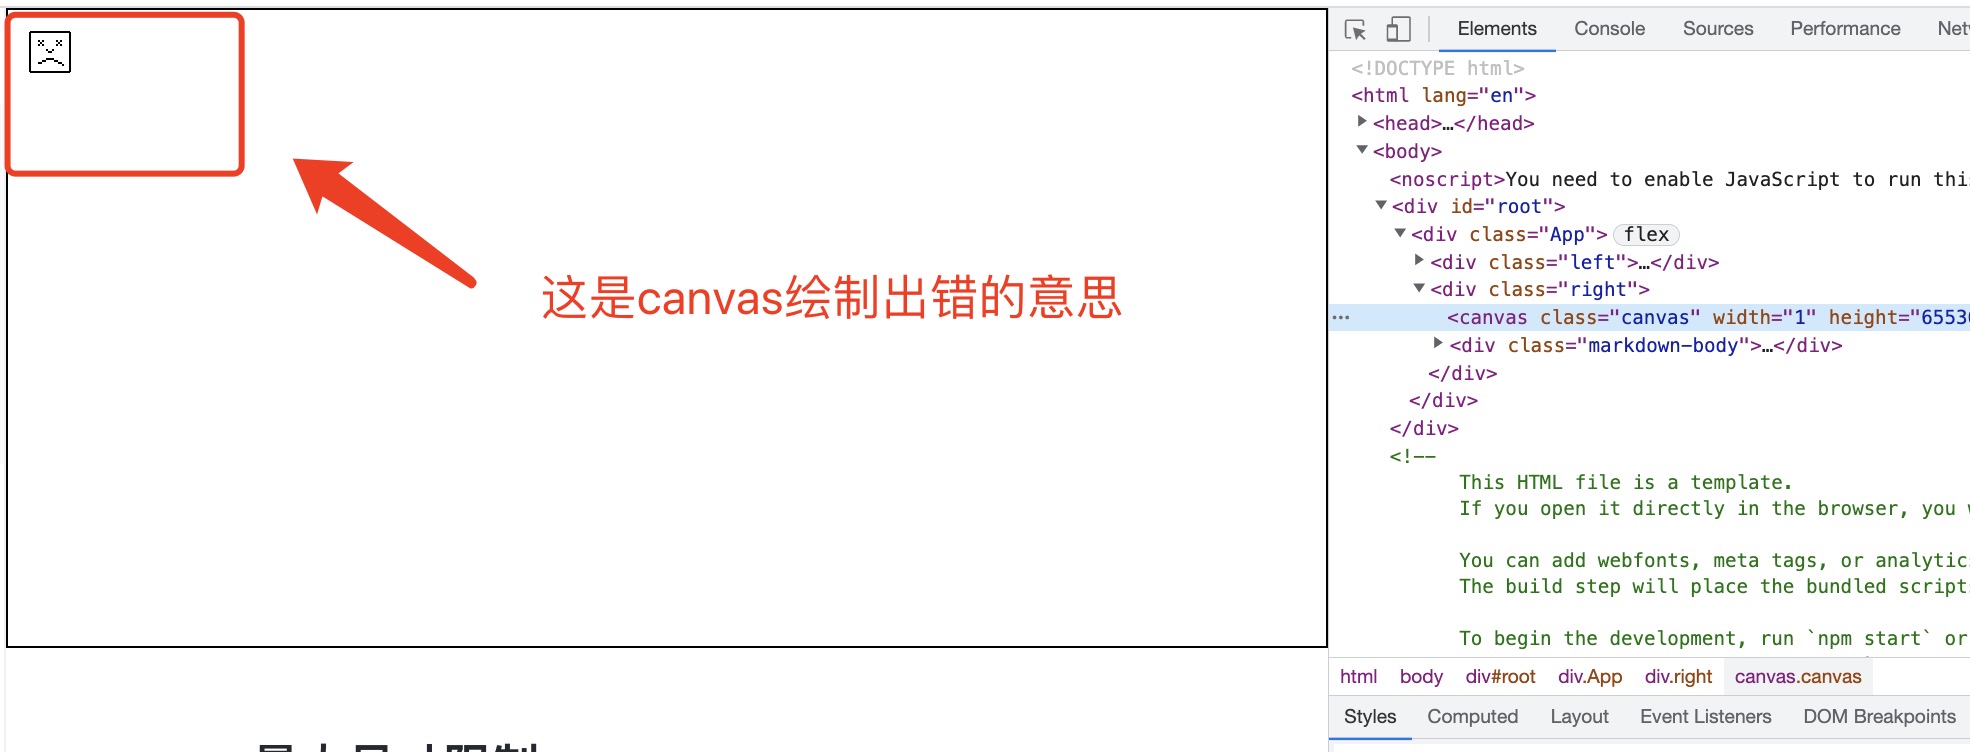 这是canvas绘制出错的意思
Elements Console Sources Performance
<!DOCTYPE html>
<html lang="en">
<head>…</head>
<body>
<noscript>You need to enable JavaScript to run
<div id="root">
<div class="App"> flex
<div class="left">…</div>
<div class="right">
<canvas class="canvas" width="1" height="6553
<div class="markdown-body">…</div>
</div>
</div>
</div>
<!--
This HTML file is a template.
If you open it directly in the browser, you
You can add webfonts, meta tags, or
The build step will place the bundled
To begin the development, run `npm start` or
html body div#root div.App div.right canvas.canvas
Styles Computed Layout Event Listeners DOM Breakpoints